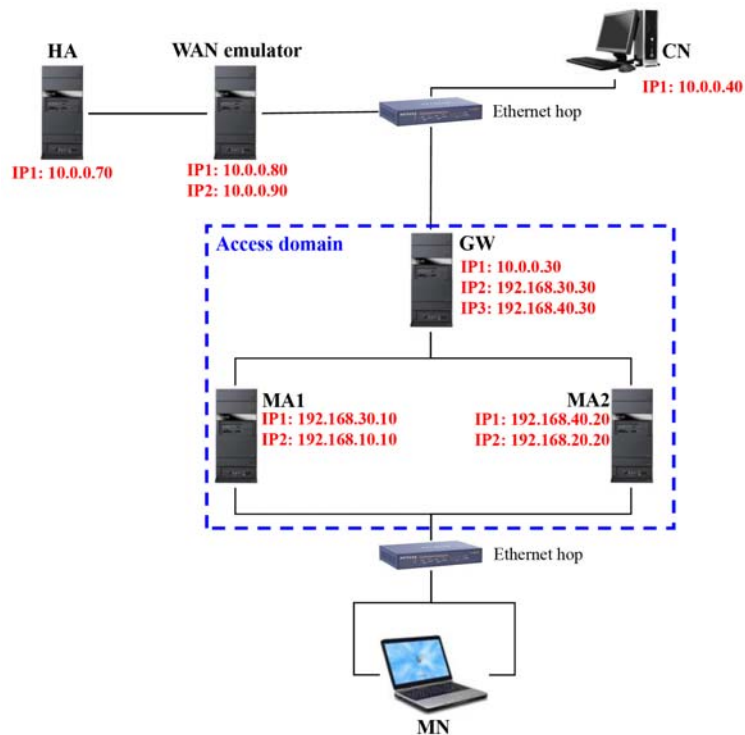 HA
WAN emulator
CN
IP1: 10.0.0.40
Ethernet hop
IP1: 10.0.0.70
IP1: 10.0.0.80
IP2: 10.0.0.90
Access domain
GW
IP1: 10.0.0.30
IP2: 192.168.30.30
IP3: 192.168.40.30
MA1
IP1: 192.168.30.10
IP2: 192.168.10.10
MA2
IP1: 192.168.40.20
IP2: 192.168.20.20
Ethernet hop
MN